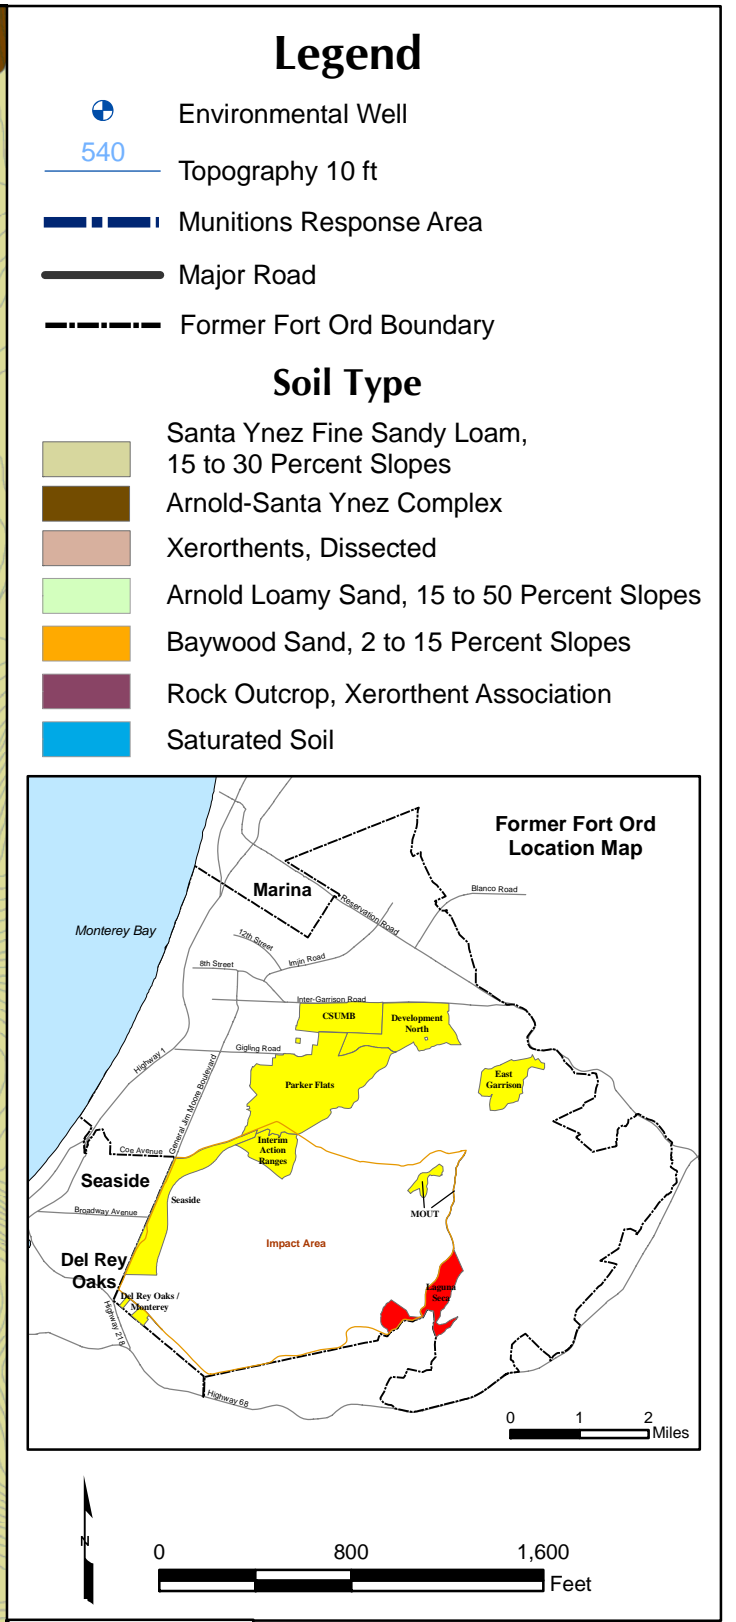 Legend
Environmental Well
540
Topography 10 ft
Munitions Response Area
Major Road
Former Fort Ord Boundary
Soil Type
Santa Ynez Fine Sandy Loam,
15 to 30 Percent Slopes
Arnold-Santa Ynez Complex
Xerorthents, Dissected
Arnold Loamy Sand, 15 to 50 Percent Slopes
Baywood Sand, 2 to 15 Percent Slopes
Rock Outcrop, Xerorthent Association
Saturated Soil
Former Fort Ord
Location Map
Marina
Blanco Road
Reservation Road
Monterey Bay
12th Street
Imjin Road
8th Street
Inter-Garrison Road
CSUMB
Development
North
Highway 1
General Jim Moore Boulevard
Gigling Road
Parker Flats
East
Garrison
Coe Avenue
Interim
Action
Ranges
Seaside
Seaside
Broadway Avenue
MOUT
Impact Area
Del Rey
Oaks
Laguna
Seca
Del Rey Oaks /
Monterey
Highway 218
Highway 68
0 1 2
Miles
N
0 800 1,600
Feet